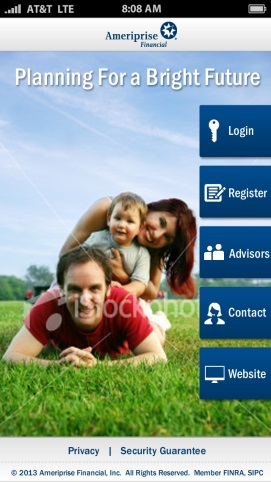 AT&T LTE 8:08 AM
Ameriprise
Financial
Planning For a Bright Future
Login
Register
Advisors
Contact
Website
iStockphoto
Privacy | Security Guarantee
© 2013 Ameriprise Financial, Inc. All Rights Reserved. Member FINRA, SIPC